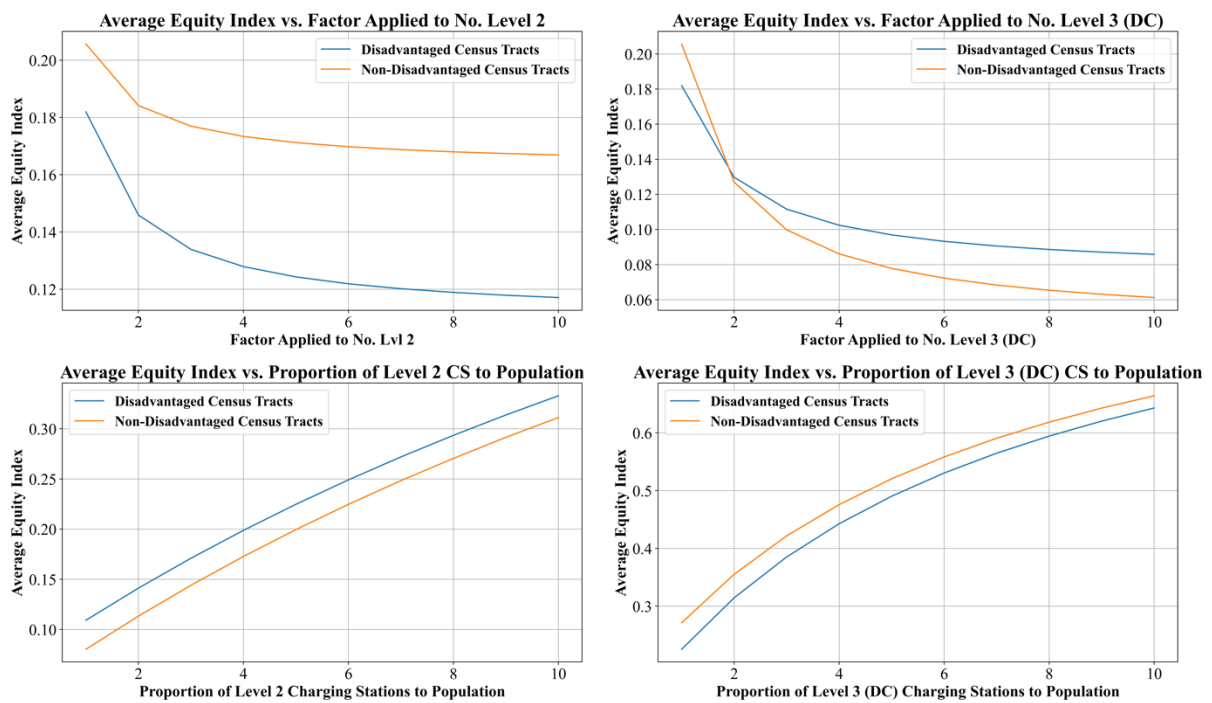 Average Equity Index vs. Factor Applied to No. Level 2
Average Equity Index
0.20
0.18
0.16
0.14
0.12
Disadvantaged Census Tracts
Non-Disadvantaged Census Tracts
2 4 6 8 10
Factor Applied to No. Lvl 2
Average Equity Index vs. Factor Applied to No. Level 3 (DC)
Average Equity Index
0.20
0.18
0.16
0.14
0.12
0.10
0.08
0.06
Disadvantaged Census Tracts
Non-Disadvantaged Census Tracts
2 4 6 8 10
Factor Applied to No. Level 3 (DC)
Average Equity Index vs. Proportion of Level 2 CS to Population
Average Equity Index
0.30
0.25
0.20
0.15
0.10
Disadvantaged Census Tracts
Non-Disadvantaged Census Tracts
2 4 6 8 10
Proportion of Level 2 Charging Stations to Population
Average Equity Index vs. Proportion of Level 3 (DC) CS to Population
Average Equity Index
0.6
0.5
0.4
0.3
Disadvantaged Census Tracts
Non-Disadvantaged Census Tracts
2 4 6 8 10
Proportion of Level 3 (DC) Charging Stations to Population